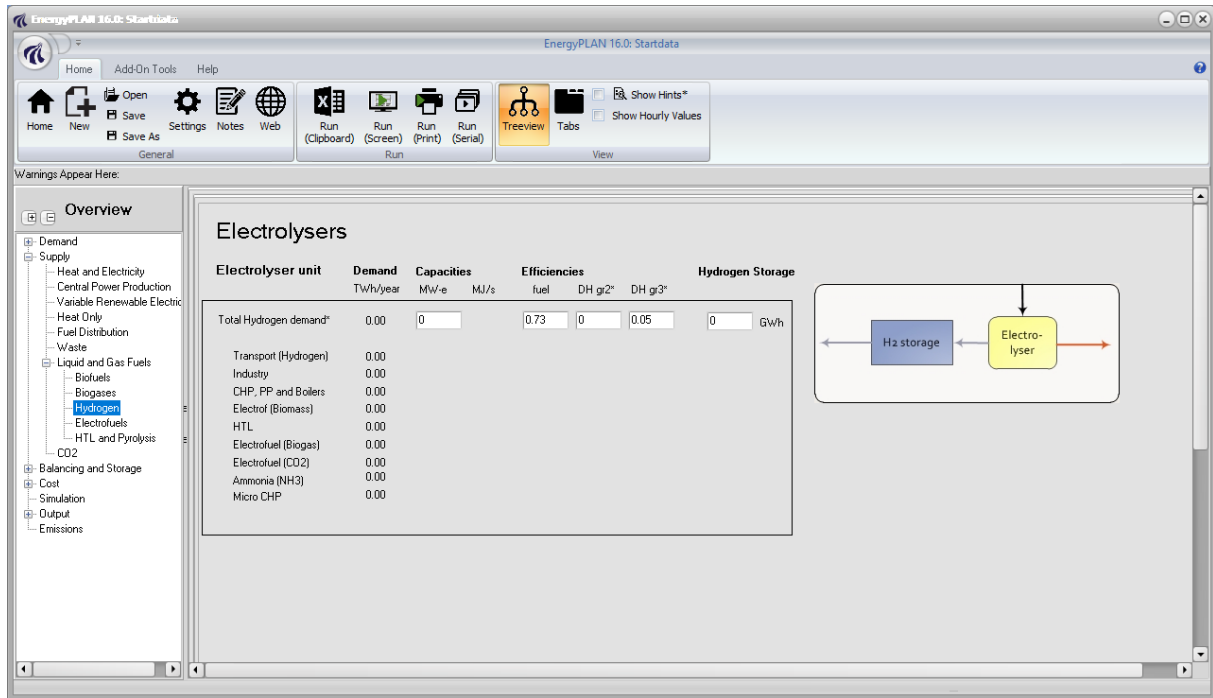 EnergyPLAN 16.0: Startdata
EnergyPLAN 16.0: Startdata
Home Add-On Tools Help
Home New Open Save Save As Settings Notes Web
General
Run (Clipboard) Run (Screen) Run (Print) Run (Serial)
Run
Treeview Tabs Show Hints* Show Hourly Values
View
Warnings Appear Here:
Overview
Demand
Supply
Heat and Electricity
Central Power Production
Variable Renewable Electric
Heat Only
Fuel Distribution
Waste
Liquid and Gas Fuels
Biofuels
Biogases
Hydrogen
Electrofuels
HTL and Pyrolysis
CO2
Balancing and Storage
Cost
Simulation
Output
Emissions
Electrolysers
Electrolyser unit Demand Capacities Efficiencies Hydrogen Storage
TWh/year MW-e MJ/s fuel DH gr2* DH gr3*
Total Hydrogen demand* 0.00 0 0.73 0 0.05 0 GWh
Transport (Hydrogen) 0.00
Industry 0.00
CHP, PP and Boilers 0.00
Electrof (Biomass) 0.00
HTL 0.00
Electrofuel (Biogas) 0.00
Electrofuel (CO2) 0.00
Ammonia (NH3) 0.00
Micro CHP 0.00
H2 storage
Electro-
lyser